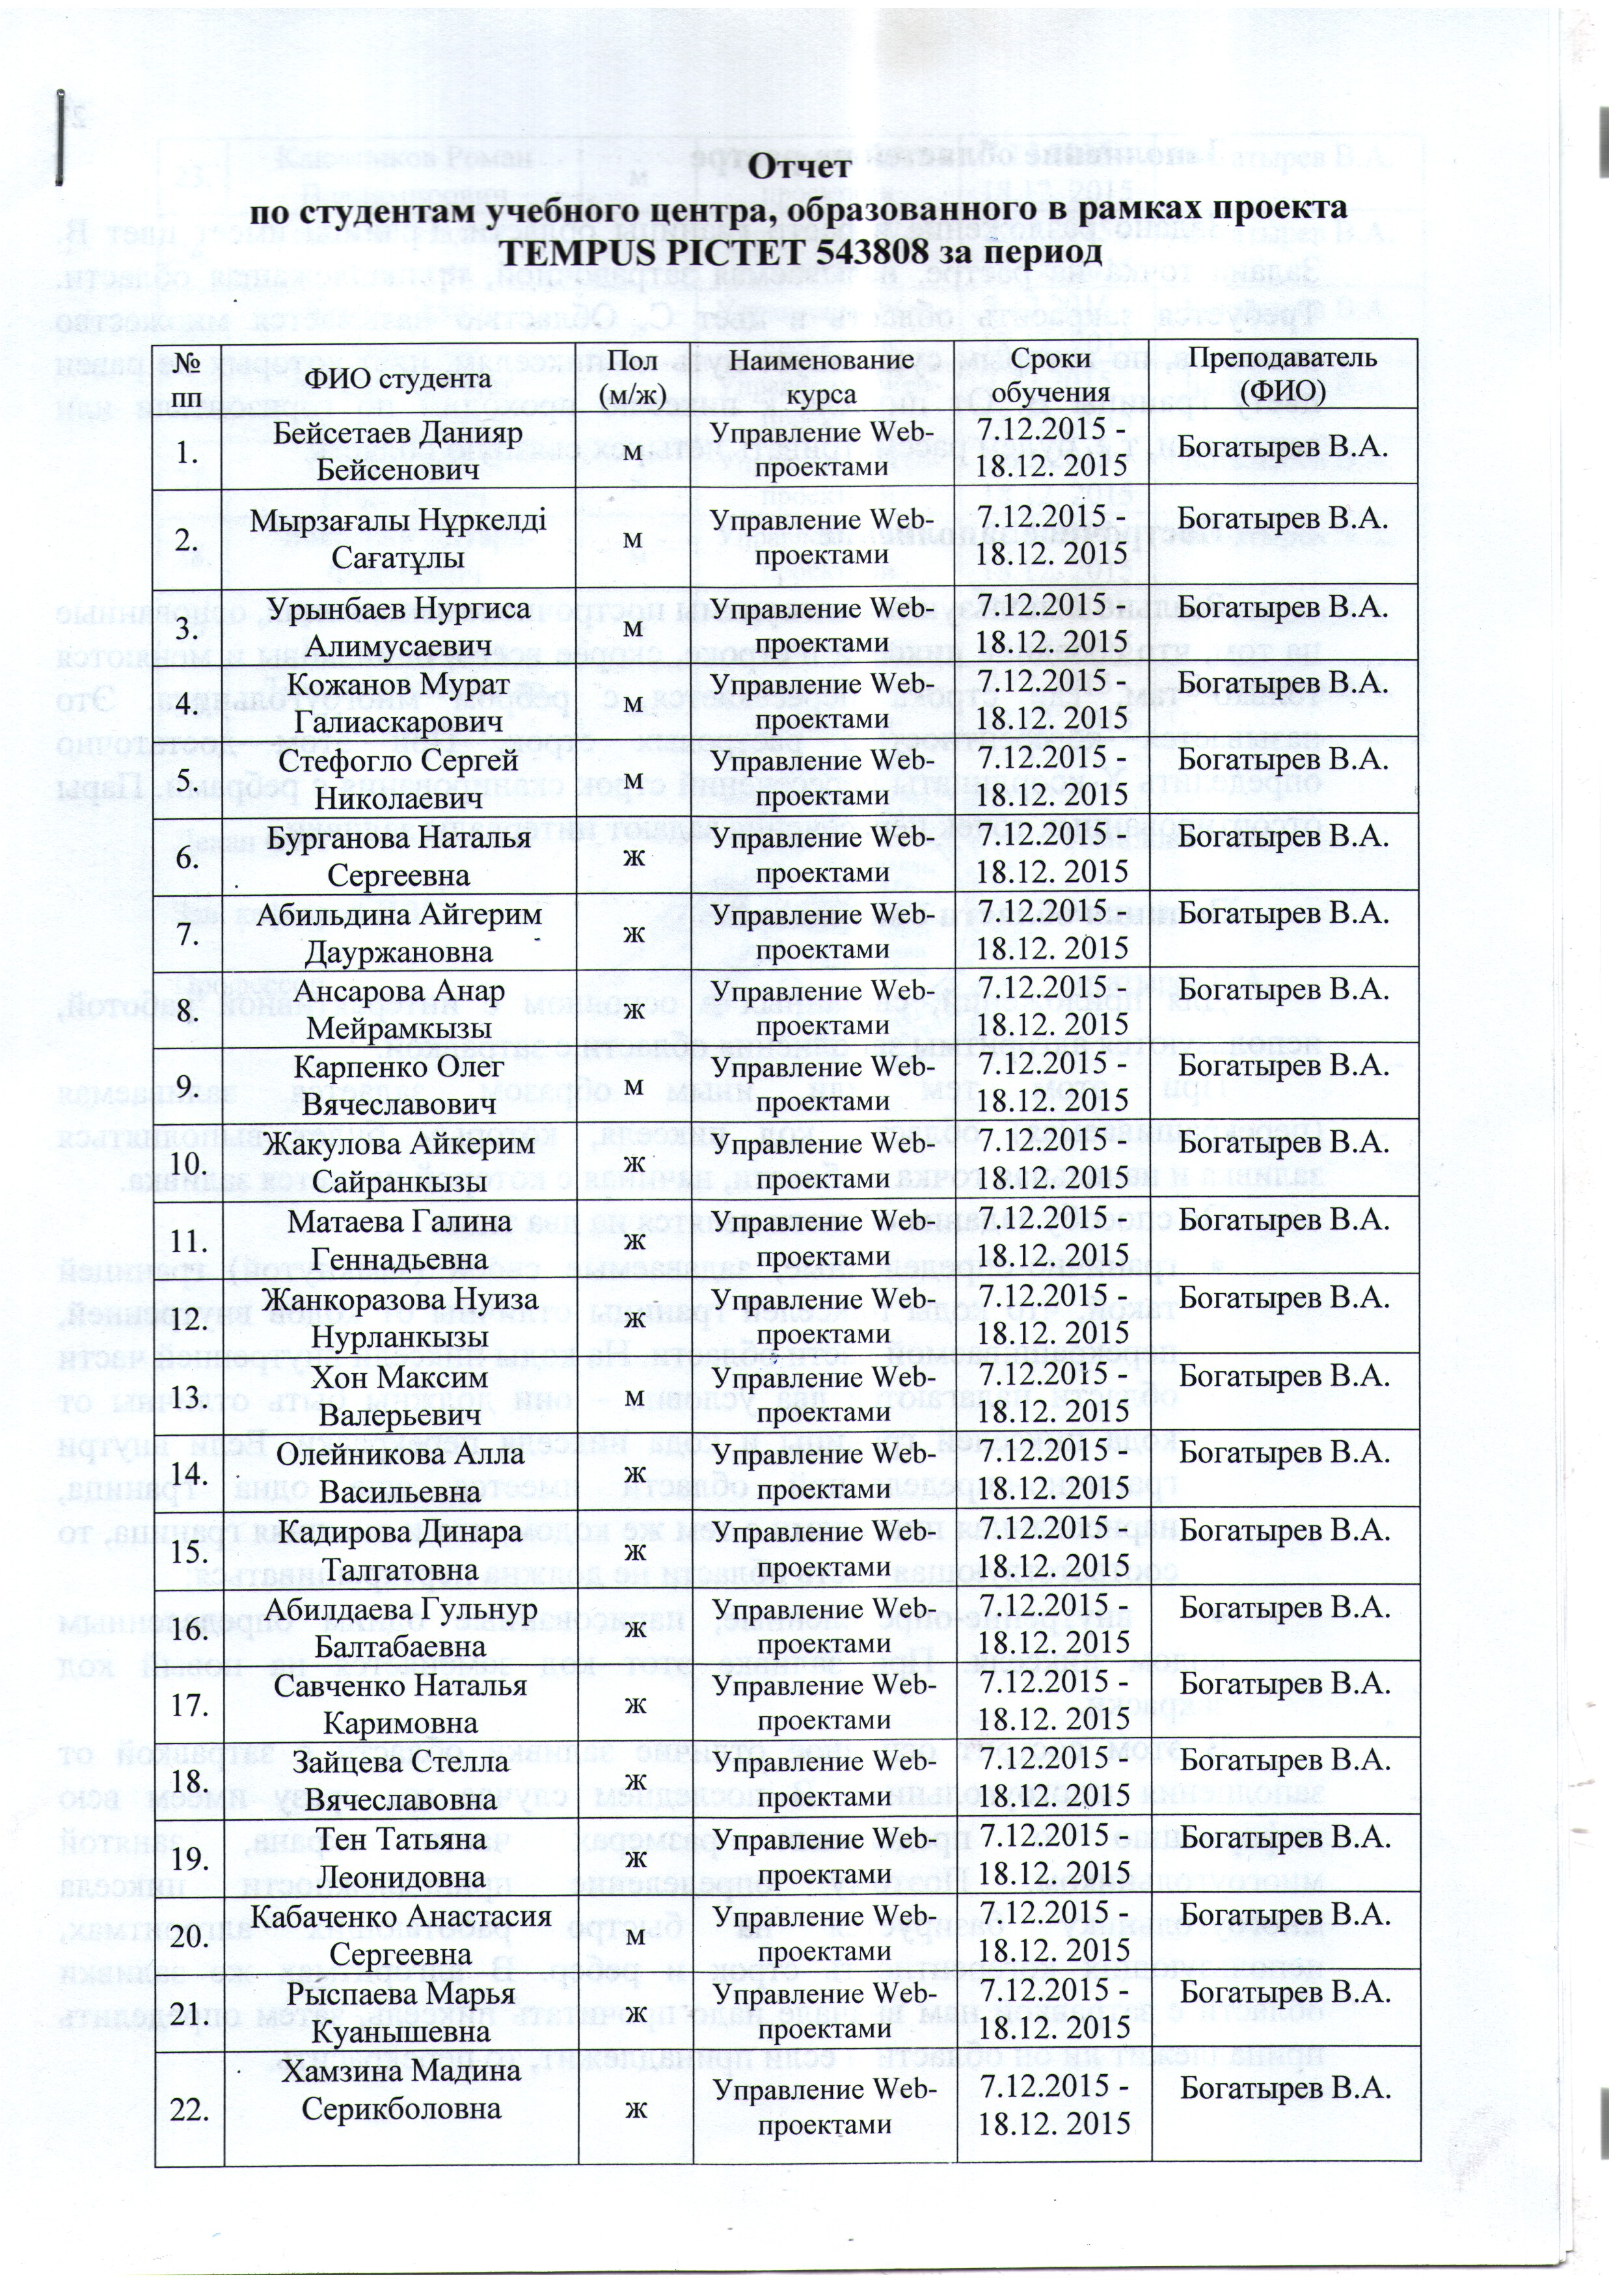 Отчет
по студентам учебного центра, образованного в рамках проекта
TEMPUS PICTET 543808 за период
№ пп ФИО студента Пол (м/ж) Наименование курса Сроки обучения Преподаватель (ФИО)
1. Бейсетаев Данияр Бейсенович м Управление Web-проектами 7.12.2015 - 18.12. 2015 Богатырев В.А.
2. Мырзағалы Нұркелді Сағатұлы м Управление Web-проектами 7.12.2015 - 18.12. 2015 Богатырев В.А.
3. Урынбаев Нургиса Алимусаевич м Управление Web-проектами 7.12.2015 - 18.12. 2015 Богатырев В.А.
4. Кожанов Мурат Галиаскарович м Управление Web-проектами 7.12.2015 - 18.12. 2015 Богатырев В.А.
5. Стефогло Сергей Николаевич м Управление Web-проектами 7.12.2015 - 18.12. 2015 Богатырев В.А.
6. Бурганова Наталья Сергеевна ж Управление Web-проектами 7.12.2015 - 18.12. 2015 Богатырев В.А.
7. Абильдина Айгерим Дауржановна ж Управление Web-проектами 7.12.2015 - 18.12. 2015 Богатырев В.А.
8. Ансарова Анар Мейрамкызы ж Управление Web-проектами 7.12.2015 - 18.12. 2015 Богатырев В.А.
9. Карпенко Олег Вячеславович м Управление Web-проектами 7.12.2015 - 18.12. 2015 Богатырев В.А.
10. Жакулова Айкерим Сайранкызы ж Управление Web-проектами 7.12.2015 - 18.12. 2015 Богатырев В.А.
11. Матаева Галина Геннадьевна ж Управление Web-проектами 7.12.2015 - 18.12. 2015 Богатырев В.А.
12. Жанкоразова Нуиза Нурланкызы ж Управление Web-проектами 7.12.2015 - 18.12. 2015 Богатырев В.А.
13. Хон Максим Валерьевич м Управление Web-проектами 7.12.2015 - 18.12. 2015 Богатырев В.А.
14. Олейникова Алла Васильевна ж Управление Web-проектами 7.12.2015 - 18.12. 2015 Богатырев В.А.
15. Кадирова Динара Талгатовна ж Управление Web-проектами 7.12.2015 - 18.12. 2015 Богатырев В.А.
16. Абилдаева Гульнур Балтабаевна ж Управление Web-проектами 7.12.2015 - 18.12. 2015 Богатырев В.А.
17. Савченко Наталья Каримовна ж Управление Web-проектами 7.12.2015 - 18.12. 2015 Богатырев В.А.
18. Зайцева Стелла Вячеславовна ж Управление Web-проектами 7.12.2015 - 18.12. 2015 Богатырев В.А.
19. Тен Татьяна Леонидовна ж Управление Web-проектами 7.12.2015 - 18.12. 2015 Богатырев В.А.
20. Кабаченко Анастасия Сергеевна м Управление Web-проектами 7.12.2015 - 18.12. 2015 Богатырев В.А.
21. Рыспаева Марья Куанышевна ж Управление Web-проектами 7.12.2015 - 18.12. 2015 Богатырев В.А.
22. Хамзина Мадина Серикболовна ж Управление Web-проектами 7.12.2015 - 18.12. 2015 Богатырев В.А.